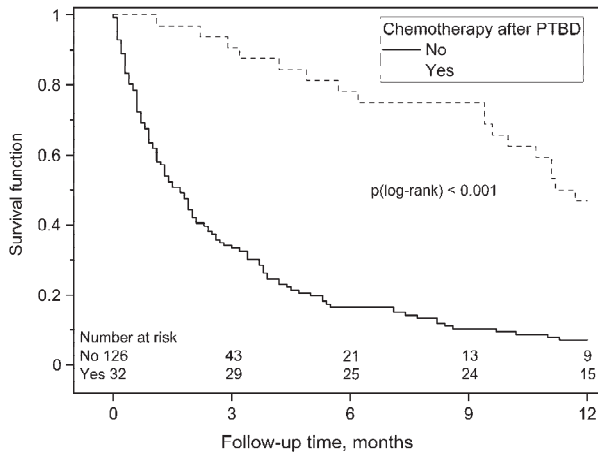 Chemotherapy after PTBD
No
Yes
p(log-rank) < 0.001
Survival function
1
0.8
0.6
0.4
0.2
0
Number at risk
No 126 43 21 13 9
Yes 32 29 25 24 15
0 3 6 9 12
Follow-up time, months